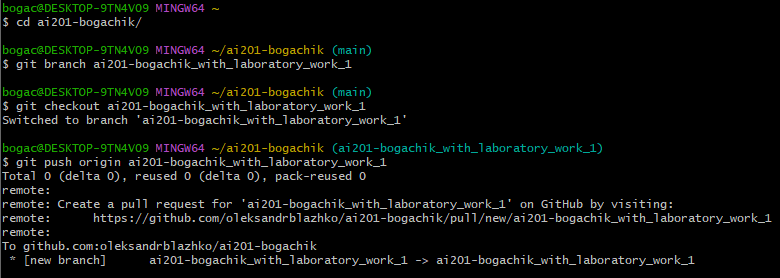 bogac@DESKTOP-9TN4VO9 MINGW64 ~
$ cd ai201-bogachik/
bogac@DESKTOP-9TN4VO9 MINGW64 ~/ai201-bogachik (main)
$ git branch ai201-bogachik_with_laboratory_work_1
bogac@DESKTOP-9TN4VO9 MINGW64 ~/ai201-bogachik (main)
$ git checkout ai201-bogachik_with_laboratory_work_1
Switched to branch 'ai201-bogachik_with_laboratory_work_1'
bogac@DESKTOP-9TN4VO9 MINGW64 ~/ai201-bogachik (ai201-bogachik_with_laboratory_work_1)
$ git push origin ai201-bogachik_with_laboratory_work_1
Total 0 (delta 0), reused 0 (delta 0), pack-reused 0
remote:
remote: Create a pull request for 'ai201-bogachik_with_laboratory_work_1' on GitHub by visiting:
remote:      https://github.com/oleksandrblazhko/ai201-bogachik/pull/new/ai201-bogachik_with_laboratory_work_1
remote:
To github.com:oleksandrblazhko/ai201-bogachik
 * [new branch]      ai201-bogachik_with_laboratory_work_1 -> ai201-bogachik_with_laboratory_work_1